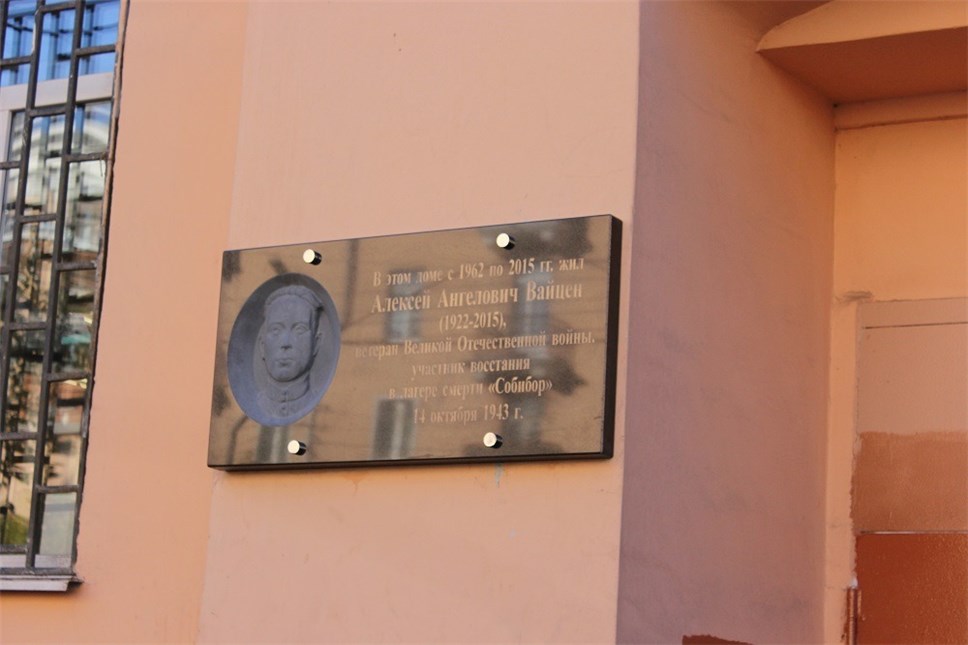 В этом доме с 1962 по 2015 гг. жил
Алексей Ангелович Вайцен
(1922-2015),
ветеран Великой Отечественной войны,
участник восстания
в лагере смерти «Собибор»
14 октября 1943 г.